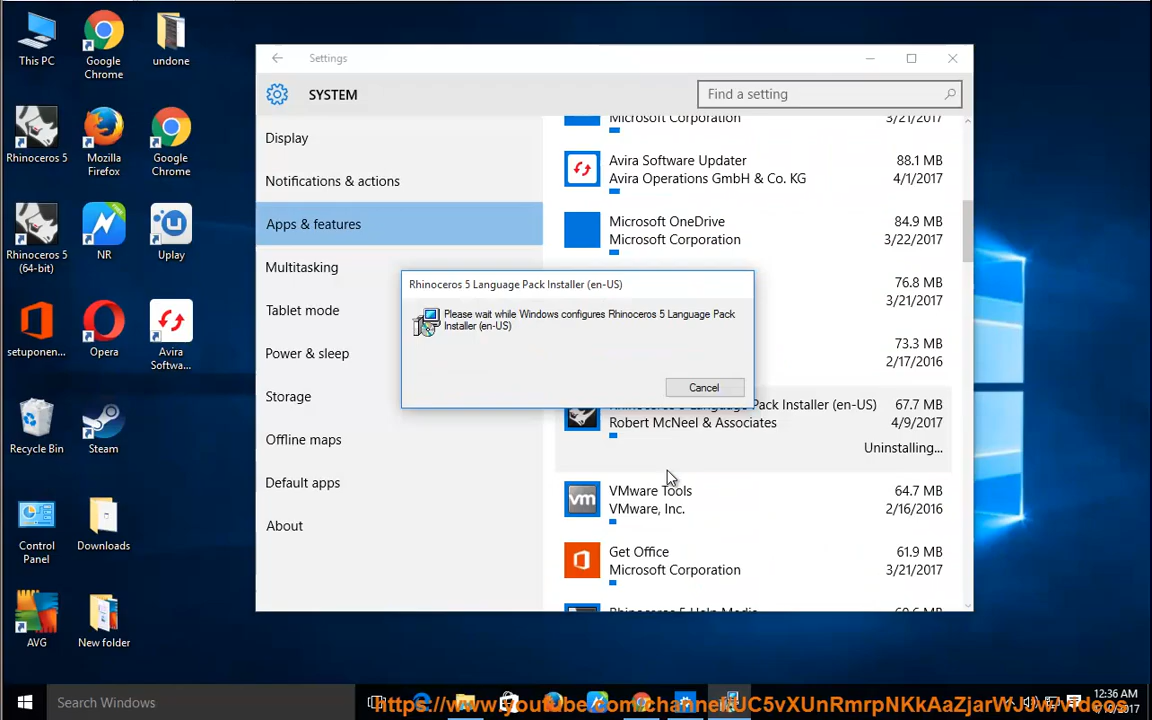 This PC
Google
Chrome
undone
Rhinoceros 5
Mozilla
Firefox
Google
Chrome
Rhinoceros 5
(64-bit)
NR
Uplay
setuponen...
Opera
Avira
Softwa...
Recycle Bin
Steam
Control
Panel
Downloads
AVG
New folder
Settings
SYSTEM
Find a setting
Display
Notifications & actions
Apps & features
Multitasking
Tablet mode
Power & sleep
Storage
Offline maps
Default apps
About
Microsoft Corporation 3/21/2017
Avira Software Updater 88.1 MB
Avira Operations GmbH & Co. KG 4/1/2017
Microsoft OneDrive 84.9 MB
Microsoft Corporation 3/22/2017
76.8 MB
3/21/2017
73.3 MB
2/17/2016
Rhinoceros 5 Language Pack Installer (en-US) 67.7 MB
Robert McNeel & Associates 4/9/2017
Uninstalling...
VMware Tools 64.7 MB
VMware, Inc. 2/16/2016
Get Office 61.9 MB
Microsoft Corporation 3/21/2017
Rhinoceros 5 Help Media 60.6 MB
Rhinoceros 5 Language Pack Installer (en-US)
Please wait while Windows configures Rhinoceros 5 Language Pack
Installer (en-US)
Cancel
Search Windows
12:36 AM
https://www.youtube.com/channel/